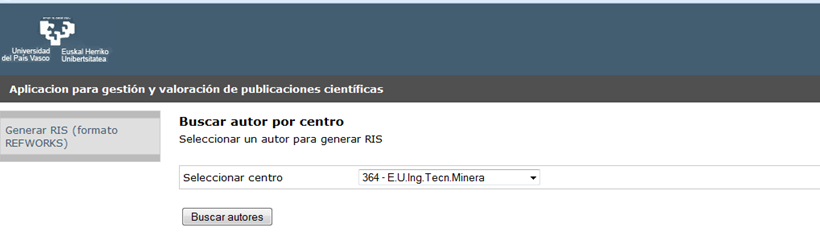 Universidad del País Vasco
Euskal Herriko Unibertsitatea
Aplicacion para gestión y valoración de publicaciones científicas
Generar RIS (formato REFWORKS)
Buscar autor por centro
Seleccionar un autor para generar RIS
Seleccionar centro
364 - E.U.Ing.Tecn.Minera
Buscar autores